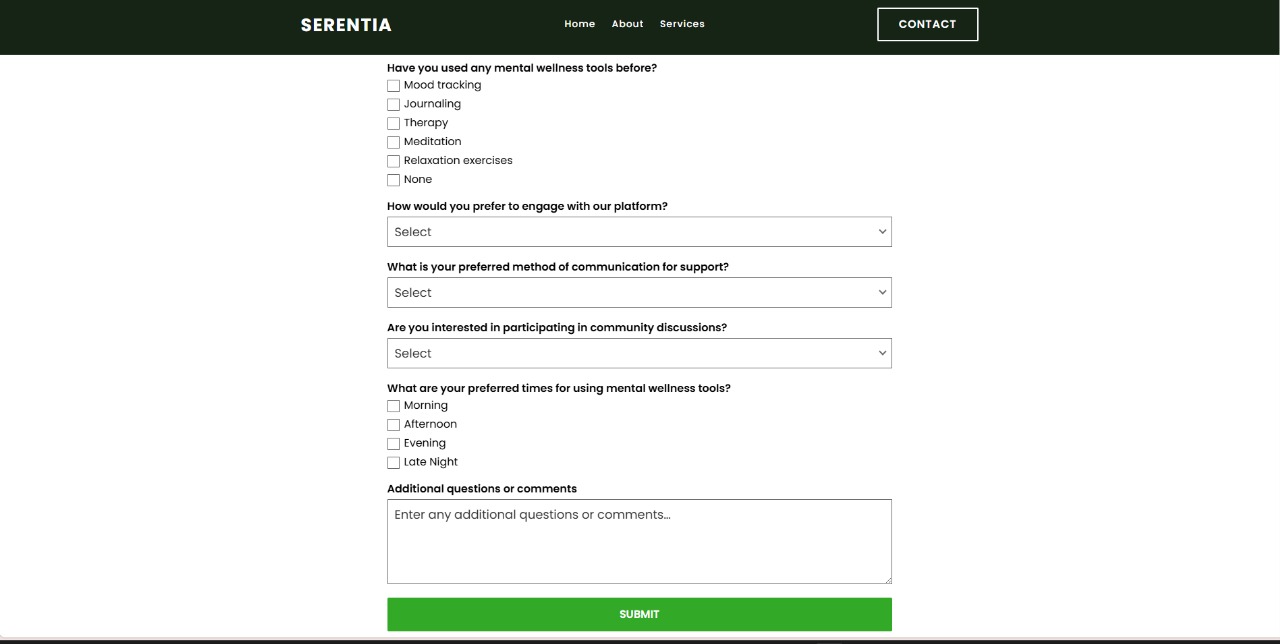 SERENTIA
Home About Services
CONTACT
Have you used any mental wellness tools before?
Mood tracking
Journaling
Therapy
Meditation
Relaxation exercises
None
How would you prefer to engage with our platform?
Select
What is your preferred method of communication for support?
Select
Are you interested in participating in community discussions?
Select
What are your preferred times for using mental wellness tools?
Morning
Afternoon
Evening
Late Night
Additional questions or comments
Enter any additional questions or comments...
SUBMIT